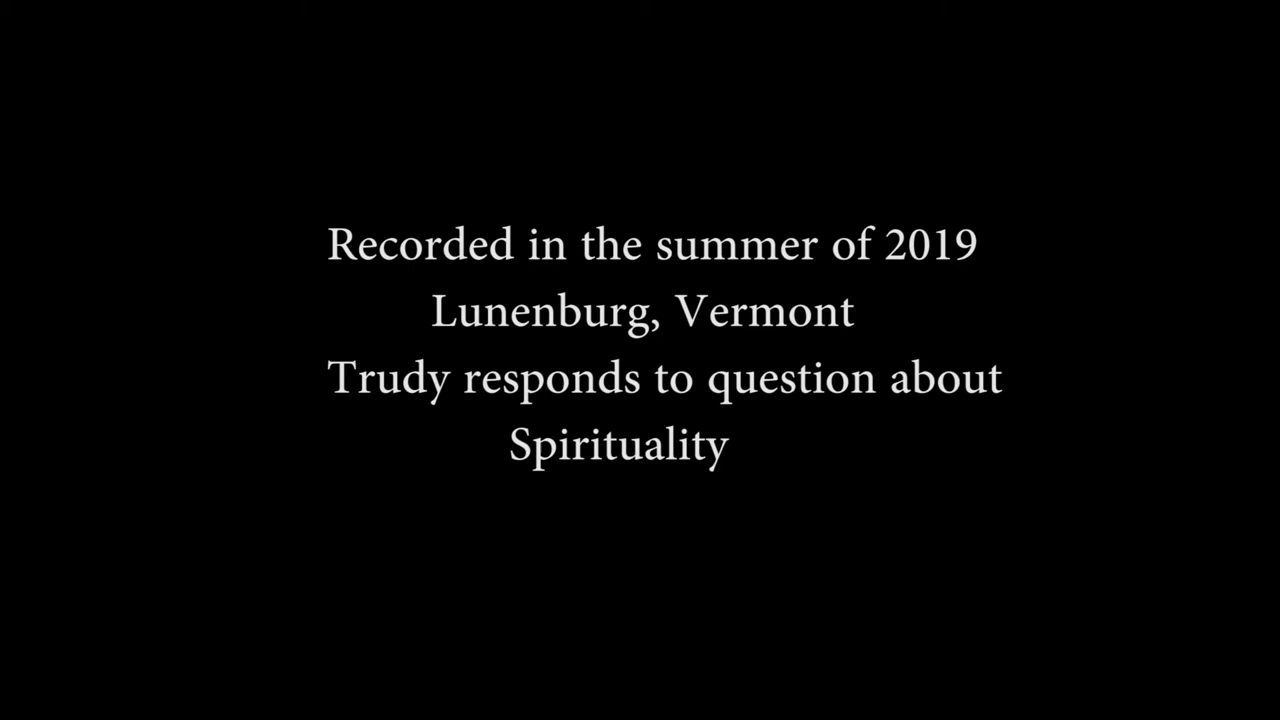 Recorded in the summer of 2019
Lunenburg, Vermont
Trudy responds to question about
Spirituality